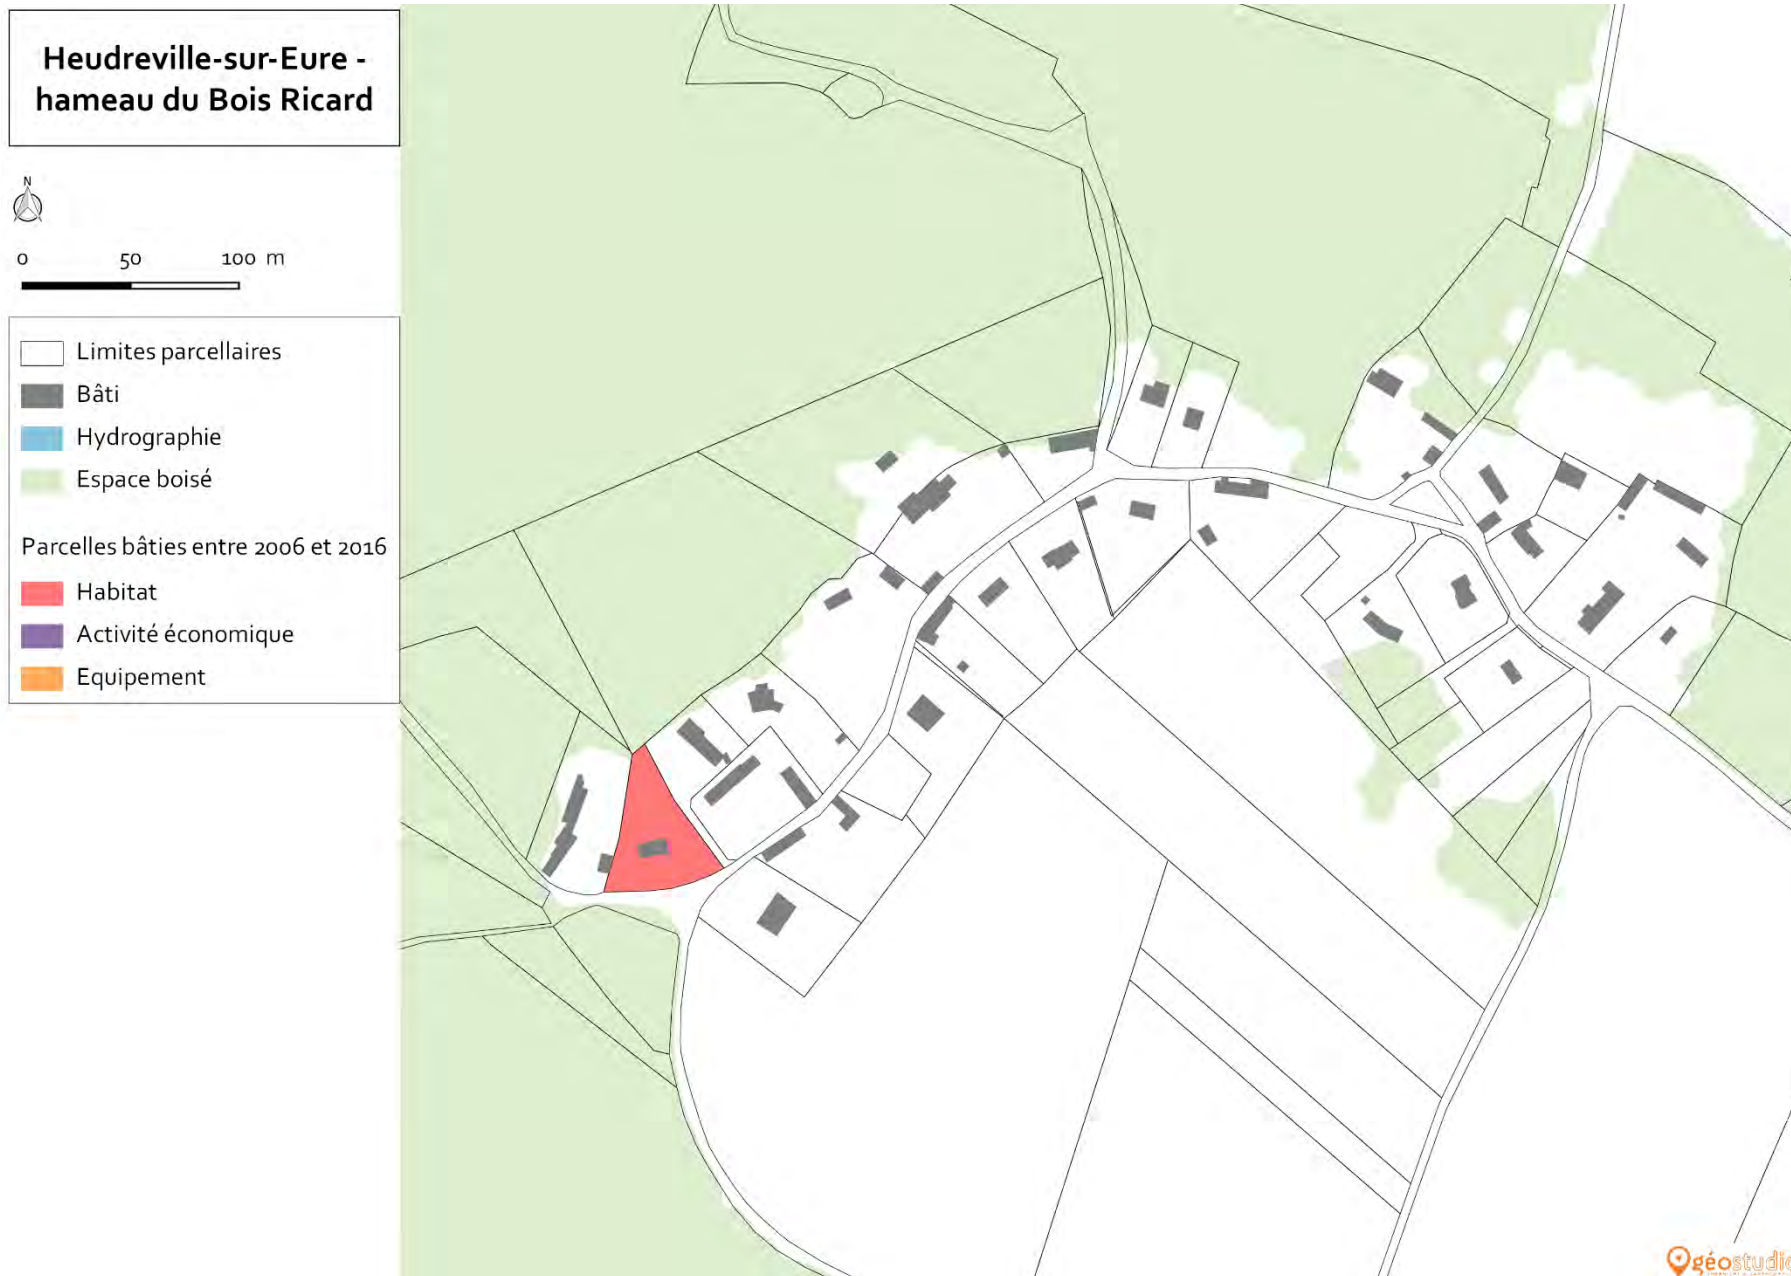 Heudreville-sur-Eure -
hameau du Bois Ricard
N
0 50 100 m
Limites parcellaires
Bâti
Hydrographie
Espace boisé
Parcelles bâties entre 2006 et 2016
Habitat
Activité économique
Equipement
géostudio